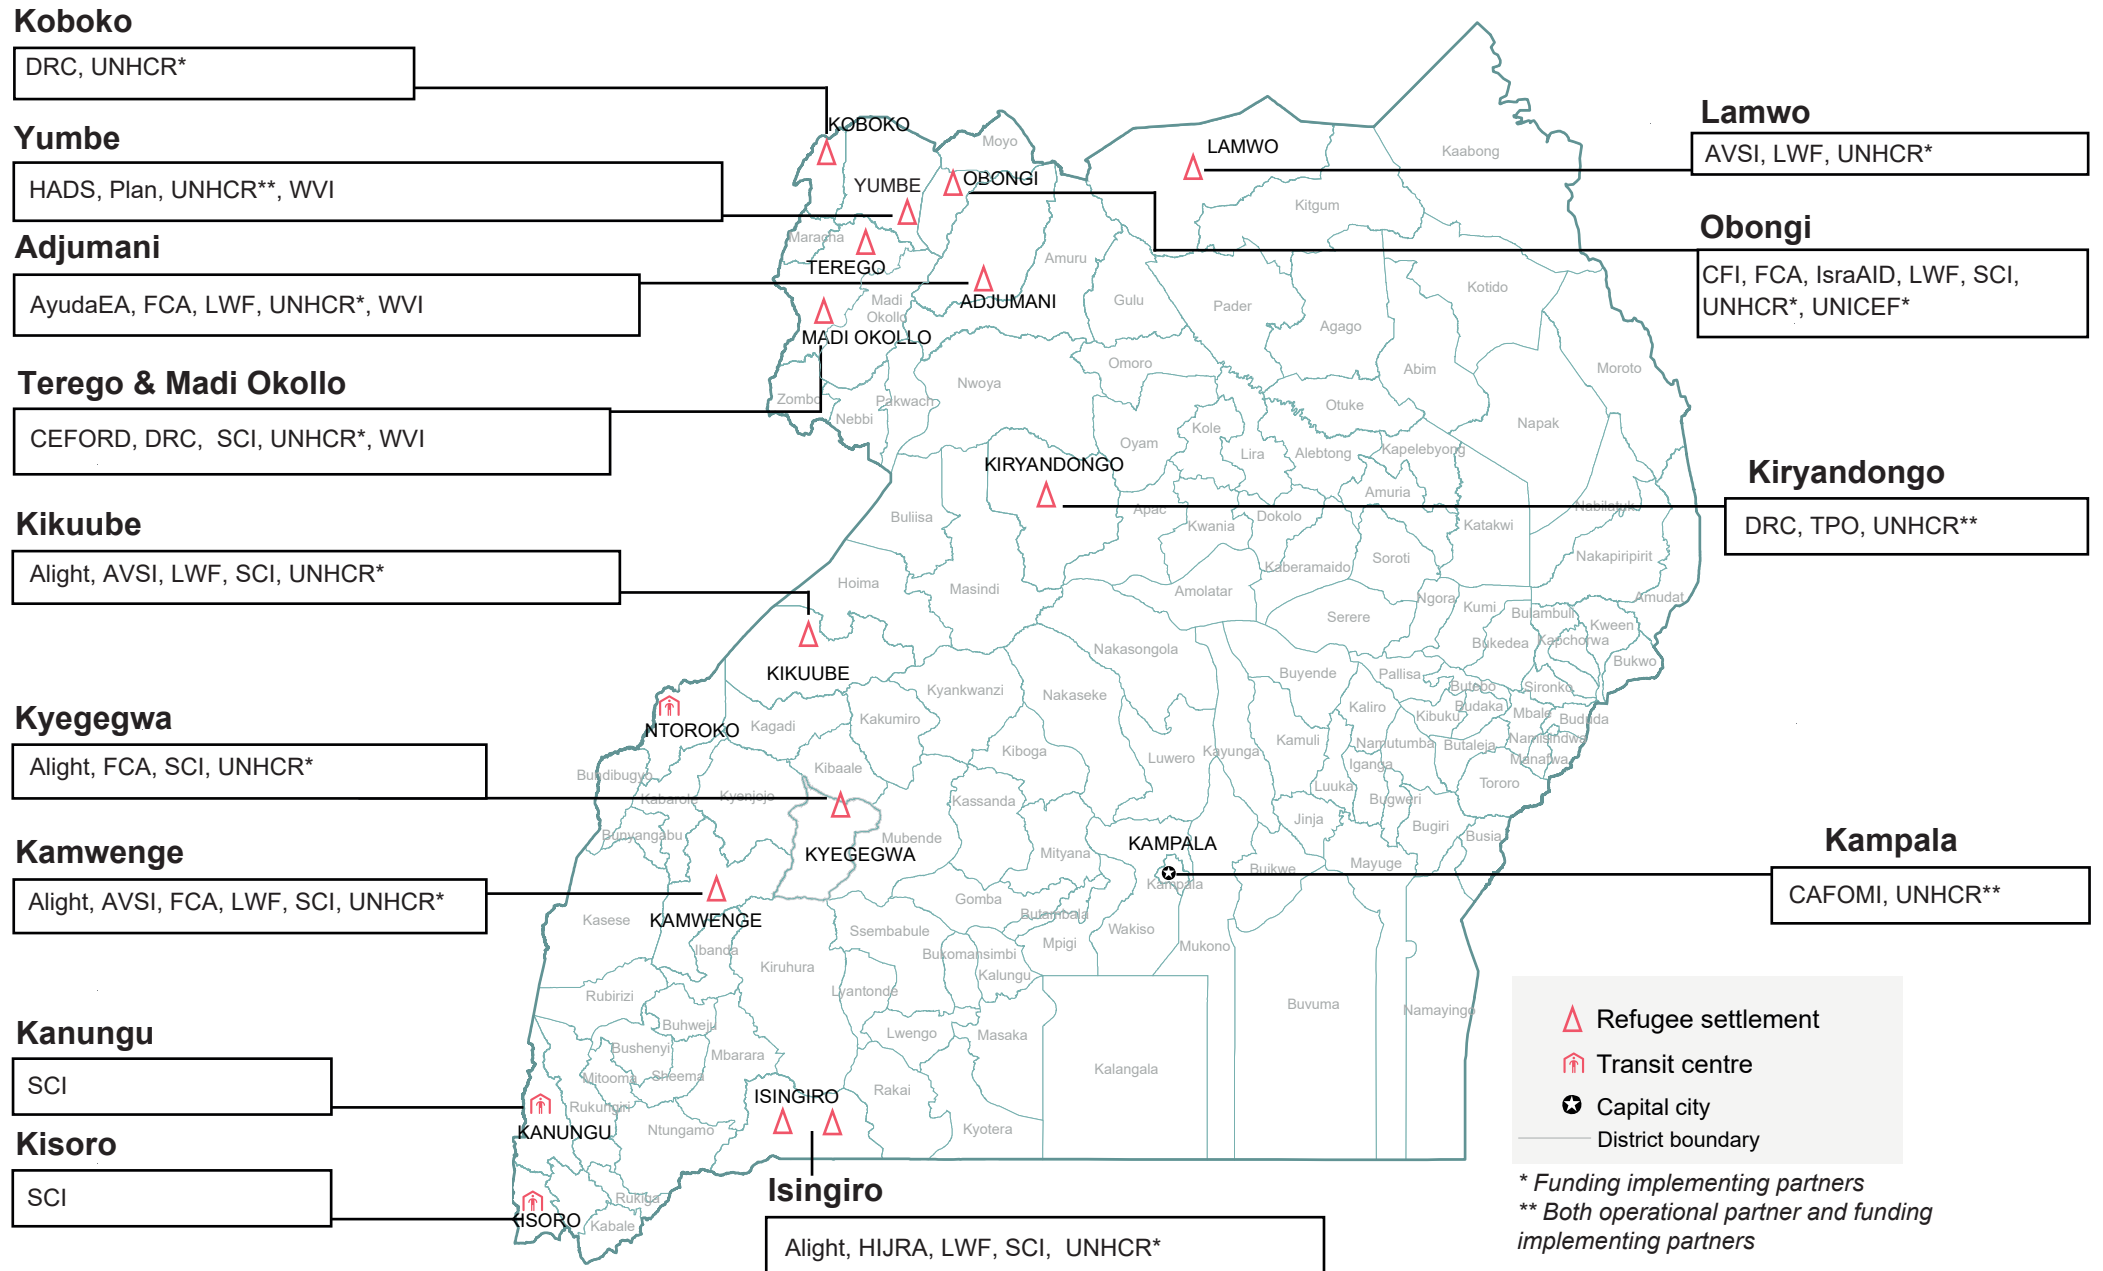 Koboko
DRC, UNHCR*
Yumbe
HADS, Plan, UNHCR**, WVI
Adjumani
AyudaEA, FCA, LWF, UNHCR*, WVI
Terego & Madi Okollo
CEFORD, DRC, SCI, UNHCR*, WVI
Kikuube
Alight, AVSI, LWF, SCI, UNHCR*
Kyegegwa
Alight, FCA, SCI, UNHCR*
Kamwenge
Alight, AVSI, FCA, LWF, SCI, UNHCR*
Kanungu
SCI
Kisoro
SCI
Isingiro
Alight, HIJRA, LWF, SCI, UNHCR*
Lamwo
AVSI, LWF, UNHCR*
Obongi
CFI, FCA, IsraAID, LWF, SCI,
UNHCR*, UNICEF*
Kiryandongo
DRC, TPO, UNHCR**
Kampala
CAFOMI, UNHCR**
KOBOKO
Moyo
LAMWO
Kaabong
YUMBE
OBONGI
Kitgum
Maracha
TEREGO
Amuru
ADJUMANI
Madi
Okollo
MADI OKOLLO
Gulu
Pader
Kotido
Agago
Omoro
Abim
Moroto
Nwoya
Zombo
Pakwach
Nebbi
Otuke
Napak
Kole
Oyam
Lira
Alebtong
Kapelebyong
KIRYANDONGO
Amuria
Buliisa
Apac
Kwania
Dokolo
Katakwi
Nabilatuk
Nakapiripirit
Soroti
Kaberamaido
Hoima
Masindi
Amolatar
Ngora
Kumi
Amudat
Serere
Bulambuli
Kween
Bukedea
Kapchorwa
Nakasongola
Bukwo
KIKUUBE
Buyende
Pallisa
Kyankwanzi
Nakaseke
Butebo
Sironko
NTOROKO
Kagadi
Kakumiro
Kaliro
Kibuku
Budaka
Mbale
Bududa
Kiboga
Luwero
Kayunga
Kamuli
Namutumba
Butaleja
Namisindwa
Manafwa
Bundibugyo
Kibaale
Iganga
Tororo
Kabarole
Kyenjojo
Kassanda
Luuka
Bugweri
Bunyangabu
Mubende
Jinja
Bugiri
Busia
KYEGEGWA
Mityana
KAMPALA
Kampala
Buikwe
Mayuge
KAMWENGE
Kasese
Gomba
Butambala
Ssembabule
Wakiso
Mpigi
Mukono
Ibanda
Kiruhura
Bukomansimbi
Kalungu
Rubirizi
Lyantonde
Buvuma
Namayingo
Buhweju
Lwengo
Masaka
Bushenyi
Mbarara
Mitooma
Sheema
Kalangala
Rukungiri
ISINGIRO
Rakai
KANUNGU
Ntungamo
Kyotera
Rukiga
KISORO
Kabale
Refugee settlement
Transit centre
Capital city
District boundary
* Funding implementing partners
** Both operational partner and funding
implementing partners